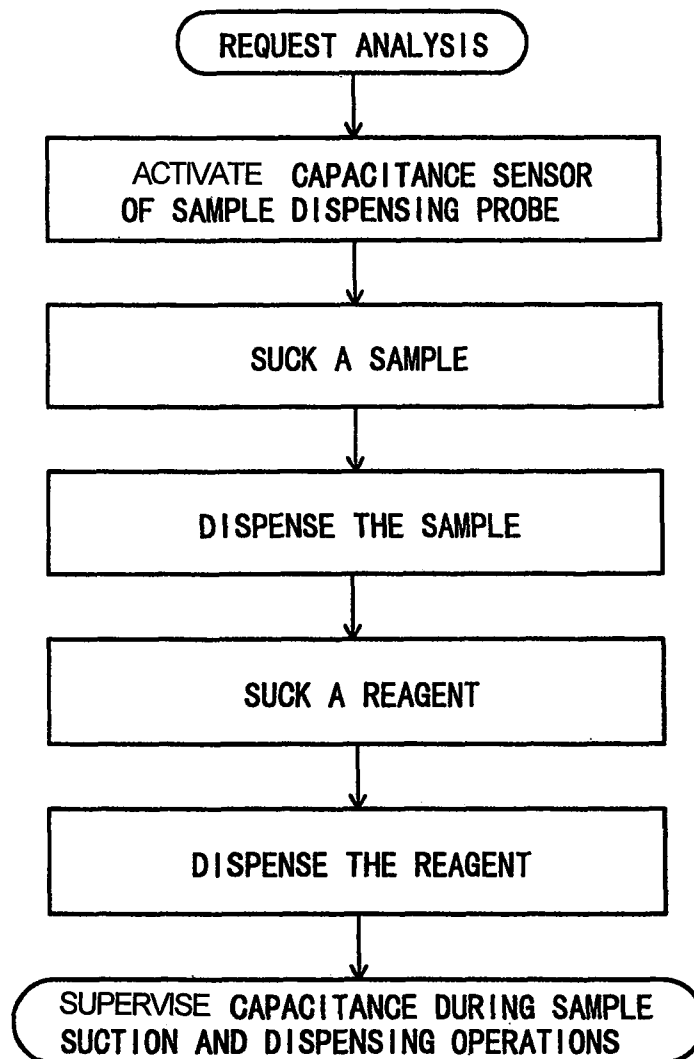 REQUEST ANALYSIS
ACTIVATE CAPACITANCE SENSOR
OF SAMPLE DISPENSING PROBE
SUCK A SAMPLE
DISPENSE THE SAMPLE
SUCK A REAGENT
DISPENSE THE REAGENT
SUPERVISE CAPACITANCE DURING SAMPLE
SUCTION AND DISPENSING OPERATIONS